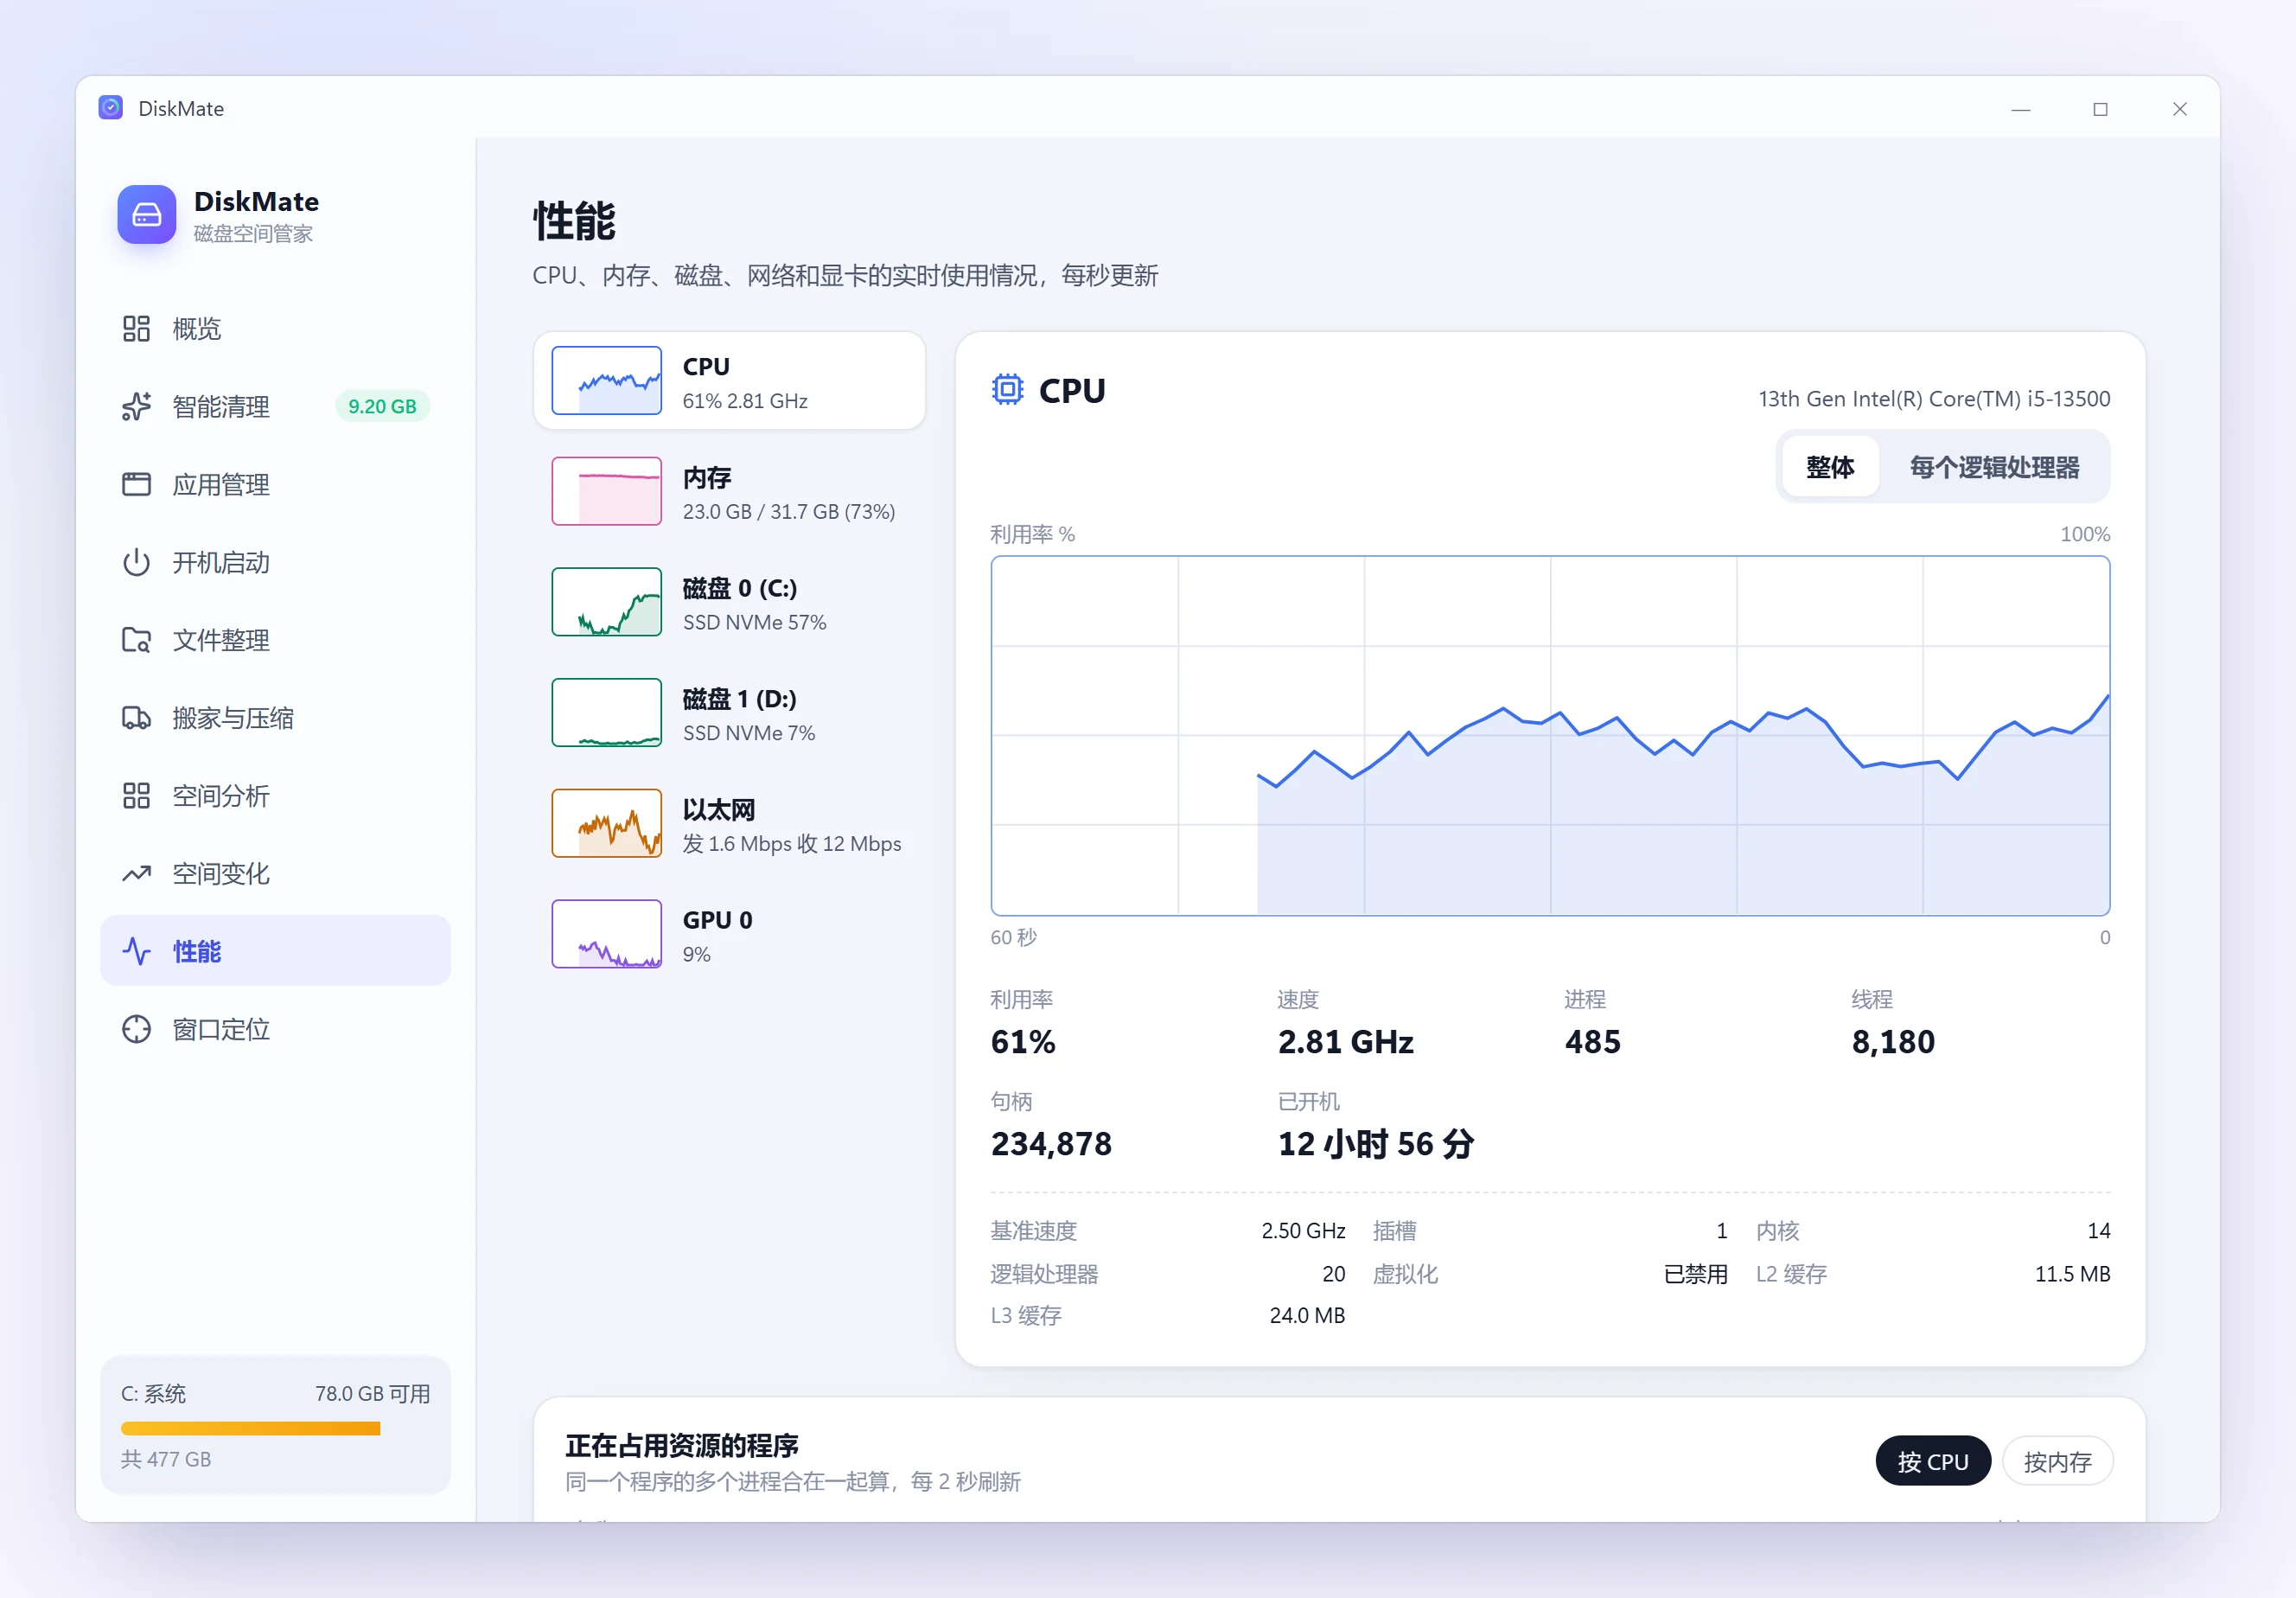 DiskMate
DiskMate
磁盘空间管家
概览
智能清理 9.20 GB
应用管理
开机启动
文件整理
搬家与压缩
空间分析
空间变化
性能
窗口定位
C: 系统 78.0 GB 可用
共 477 GB
性能
CPU、内存、磁盘、网络和显卡的实时使用情况，每秒更新
CPU
61% 2.81 GHz
内存
23.0 GB / 31.7 GB (73%)
磁盘 0 (C:)
SSD NVMe 57%
磁盘 1 (D:)
SSD NVMe 7%
以太网
发 1.6 Mbps 收 12 Mbps
GPU 0
9%
CPU
13th Gen Intel(R) Core(TM) i5-13500
整体 每个逻辑处理器
利用率 % 100%
60 秒 0
利用率 速度 进程 线程
61% 2.81 GHz 485 8,180
句柄 已开机
234,878 12 小时 56 分
基准速度 2.50 GHz 插槽 1 内核 14
逻辑处理器 20 虚拟化 已禁用 L2 缓存 11.5 MB
L3 缓存 24.0 MB
正在占用资源的程序
同一个程序的多个进程合在一起算，每 2 秒刷新
按 CPU 按内存